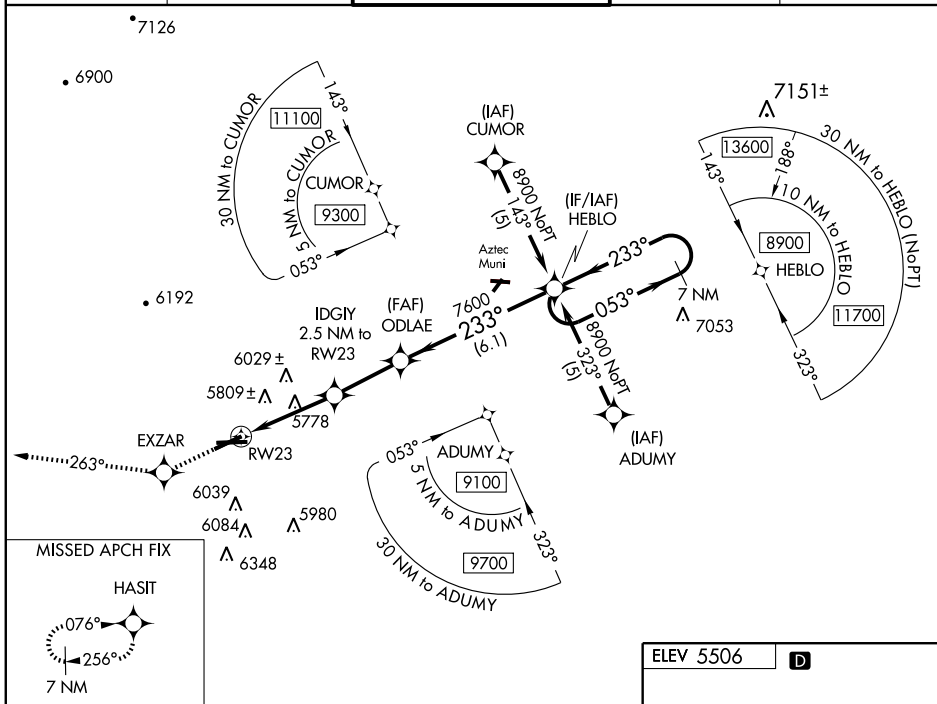 7126
6900
30 NM to CUMOR
11100
143°
5 NM to CUMOR
CUMOR
9300
053°
(IAF)
CUMOR
8900 NoPT
143°
(5)
(IF/IAF)
HEBLO
7151±
13600
188°
143°
30 NM to HEBLO (NoPT)
10 NM to HEBLO
8900
HEBLO
11700
323°
Aztec
Muni
233°
053°
7 NM
7053
6192
7600
233°
(6.1)
(FAF)
ODLAE
IDGIY
2.5 NM to
RW23
8900 NoPT
323°
(5)
(IAF)
ADUMY
6029±
5809±
5778
RW23
EXZAR
263°
053°
ADUMY
9100
5 NM to ADUMY
323°
9700
30 NM to ADUMY
6039
6084
5980
6348
MISSED APCH FIX
HASIT
076°
256°
7 NM
ELEV 5506
D